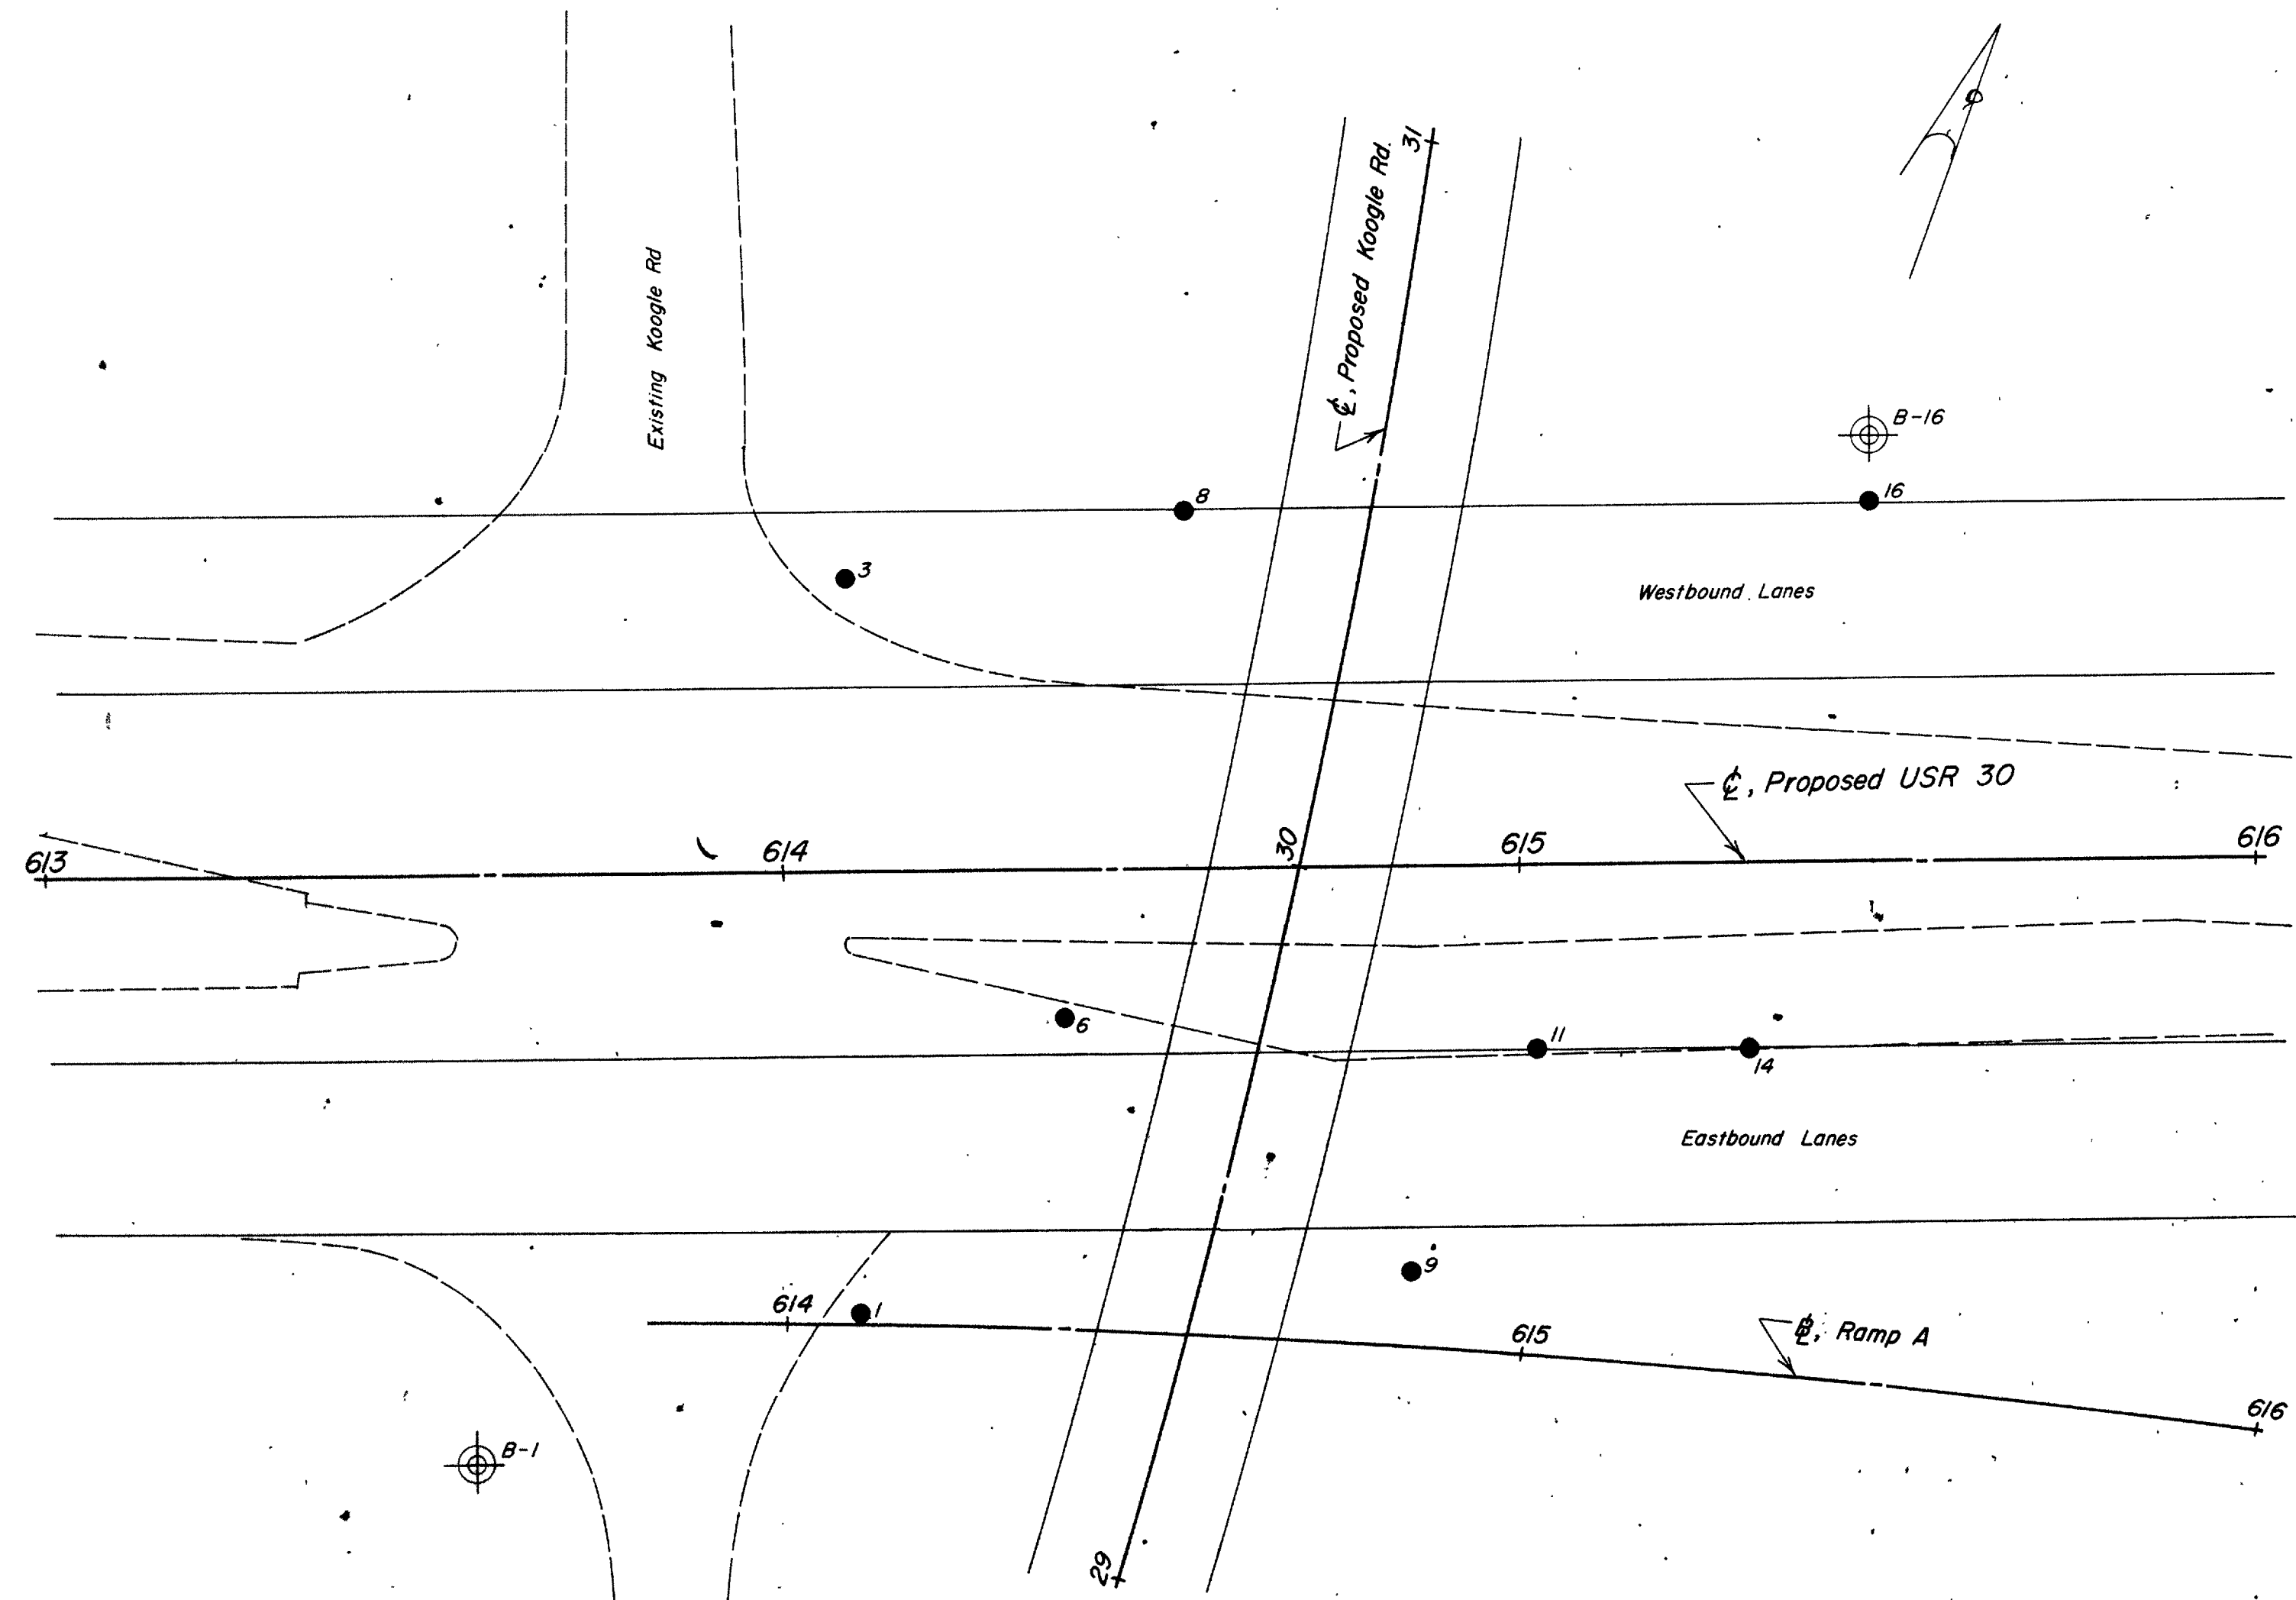 31
℄, Proposed Koogle Rd.
Existing Koogle Rd
B-16
8
16
3
Westbound Lanes
℄, Proposed USR 30
613
614
30
615
616
6
11
14
Eastbound Lanes
9
614
1
615
, Ramp A
616
B-1
29